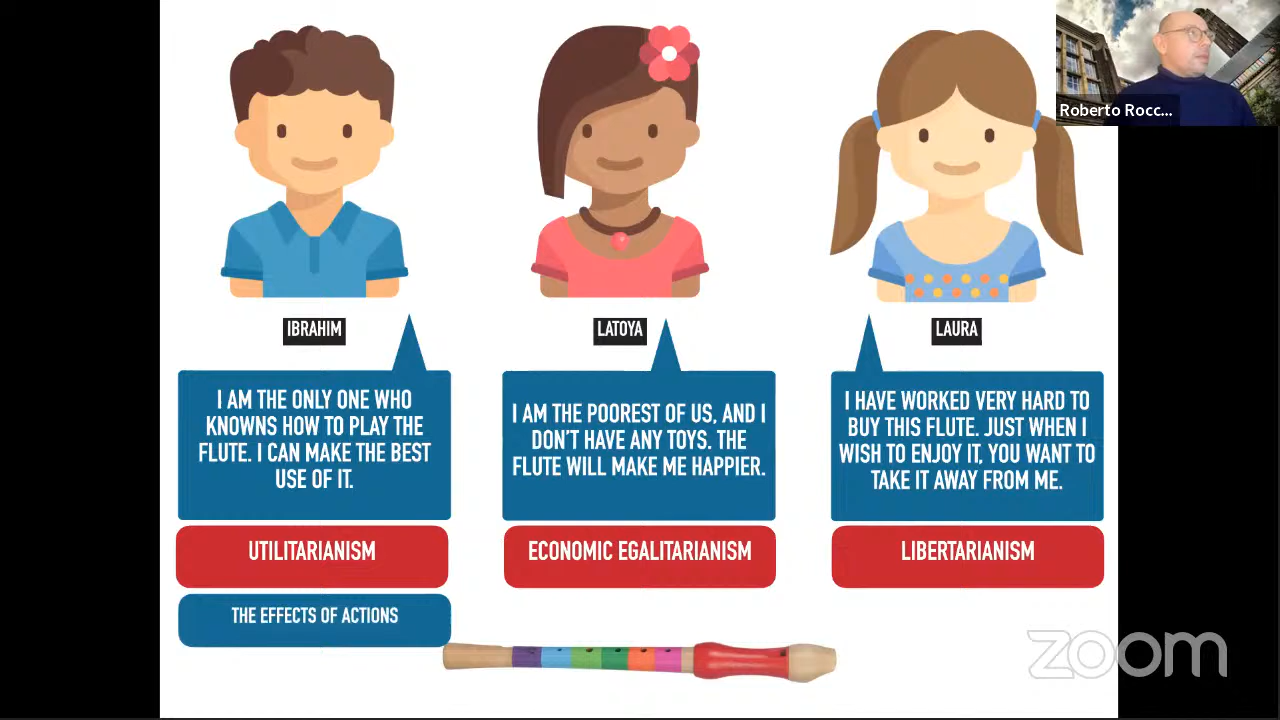 Roberto Rocc...
IBRAHIM
I AM THE ONLY ONE WHO
KNOWNS HOW TO PLAY THE
FLUTE. I CAN MAKE THE BEST
USE OF IT.
UTILITARIANISM
THE EFFECTS OF ACTIONS
LATOYA
I AM THE POOREST OF US, AND I
DON'T HAVE ANY TOYS. THE
FLUTE WILL MAKE ME HAPPIER.
ECONOMIC EGALITARIANISM
LAURA
I HAVE WORKED VERY HARD TO
BUY THIS FLUTE. JUST WHEN I
WISH TO ENJOY IT, YOU WANT TO
TAKE IT AWAY FROM ME.
LIBERTARIANISM
zoom